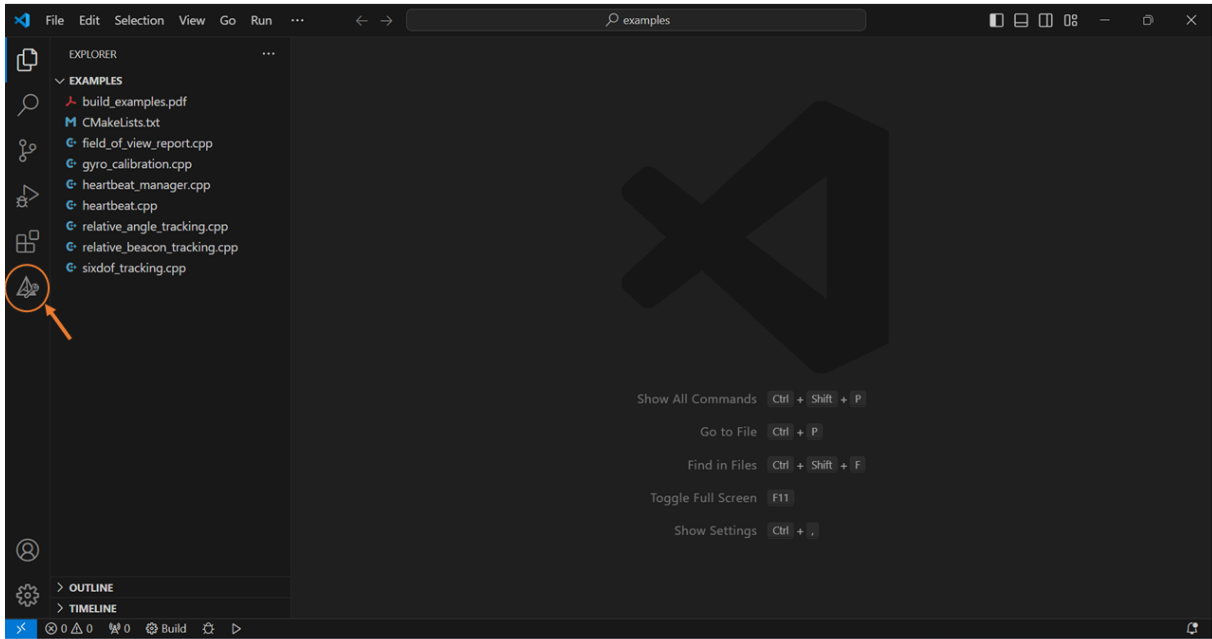 File Edit Selection View Go Run ··· examples
EXPLORER ···
EXAMPLES
build_examples.pdf
M CMakeLists.txt
field_of_view_report.cpp
gyro_calibration.cpp
heartbeat_manager.cpp
heartbeat.cpp
relative_angle_tracking.cpp
relative_beacon_tracking.cpp
sixdof_tracking.cpp
Show All Commands Ctrl + Shift + P
Go to File Ctrl + P
Find in Files Ctrl + Shift + F
Toggle Full Screen F11
Show Settings Ctrl + ,
OUTLINE
TIMELINE
0 0 0 Build